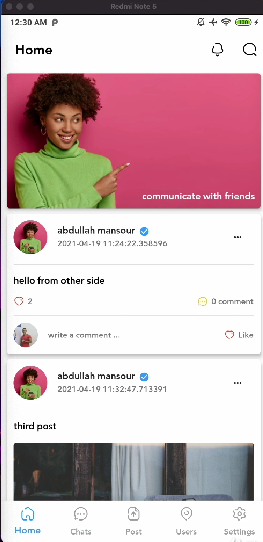 Redmi Note 6
12:30 AM P
Home
communicate with friends
abdullah mansour
2021-04-19 11:24:22.358596
hello from other side
2
0 comment
write a comment ...
Like
abdullah mansour
2021-04-19 11:32:47.713391
third post
Home
Chats
Post
Users
Settings